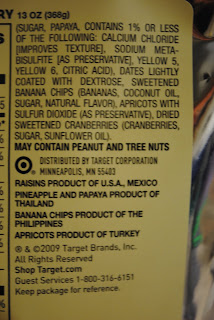 RY 13 OZ (368g)
(SUGAR, PAPAYA, CONTAINS 1% OR LESS
OF THE FOLLOWING: CALCIUM CHLORIDE
[IMPROVES TEXTURE], SODIUM META-
BISULFITE [AS PRESERVATIVE], YELLOW 5,
YELLOW 6, CITRIC ACID), DATES LIGHTLY
COATED WITH DEXTROSE, SWEETENED
BANANA CHIPS (BANANAS, COCONUT OIL,
SUGAR, NATURAL FLAVOR), APRICOTS WITH
SULFUR DIOXIDE (AS PRESERVATIVE), DRIED
SWEETENED CRANBERRIES (CRANBERRIES,
SUGAR, SUNFLOWER OIL).
MAY CONTAIN PEANUT AND TREE NUTS
DISTRIBUTED BY TARGET CORPORATION
MINNEAPOLIS, MN 55403
RAISINS PRODUCT OF U.S.A., MEXICO
PINEAPPLE AND PAPAYA PRODUCT OF
THAILAND
BANANA CHIPS PRODUCT OF THE
PHILIPPINES
APRICOTS PRODUCT OF TURKEY
® & ©2009 Target Brands, Inc.
All Rights Reserved
Shop Target.com
Guest Services 1-800-316-6151
Keep package for reference.